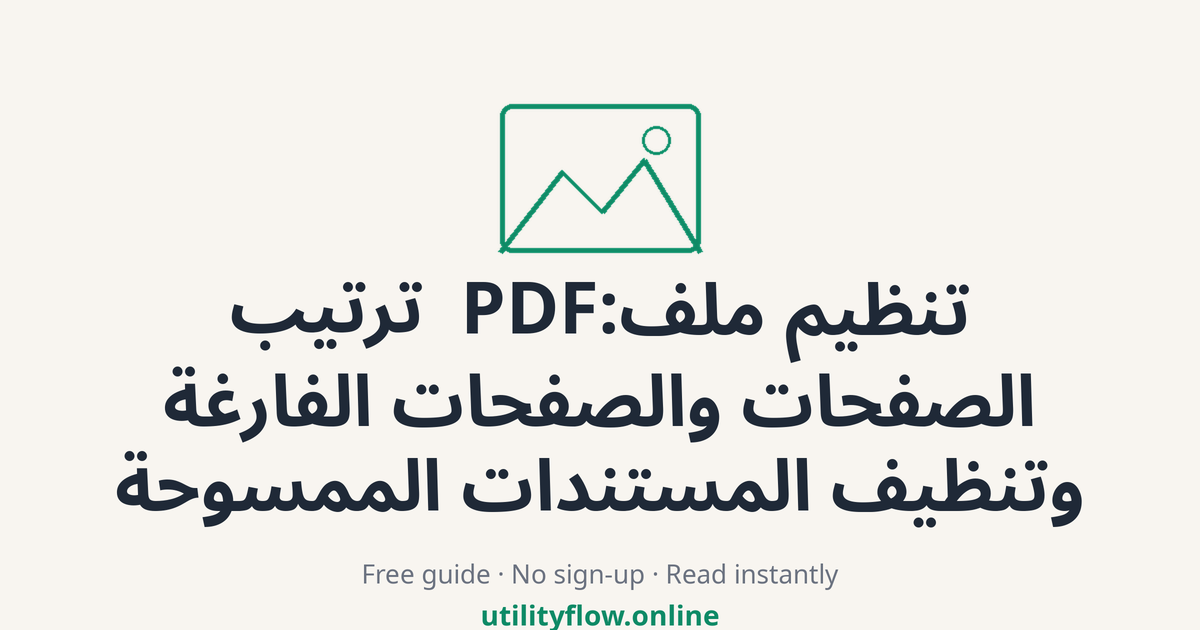 تنظيم ملف:PDF ترتيب
الصفحات والصفحات الفارغة
وتنظيف المستندات الممسوحة
Free guide · No sign-up · Read instantly
utilityflow.online